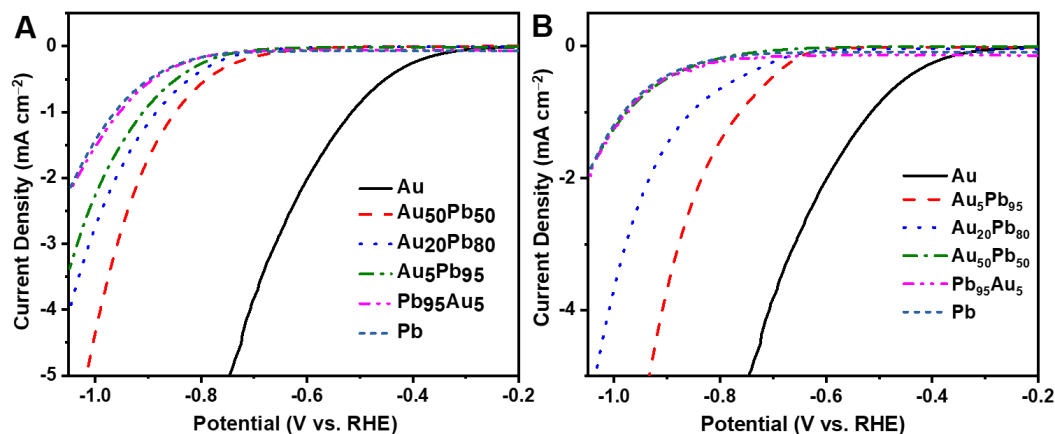 A
Current Density (mA cm⁻²)
0
-1
-2
-3
-4
-5
Au
Au₅₀Pb₅₀
Au₂₀Pb₈₀
Au₅Pb₉₅
Pb₉₅Au₅
Pb
-1.0
-0.8
-0.6
-0.4
-0.2
Potential (V vs. RHE)
B
Current Density (mA cm⁻²)
0
-1
-2
-3
-4
Au
Au₅Pb₉₅
Au₂₀Pb₈₀
Au₅₀Pb₅₀
Pb₉₅Au₅
Pb
-1.0
-0.8
-0.6
-0.4
-0.2
Potential (V vs. RHE)